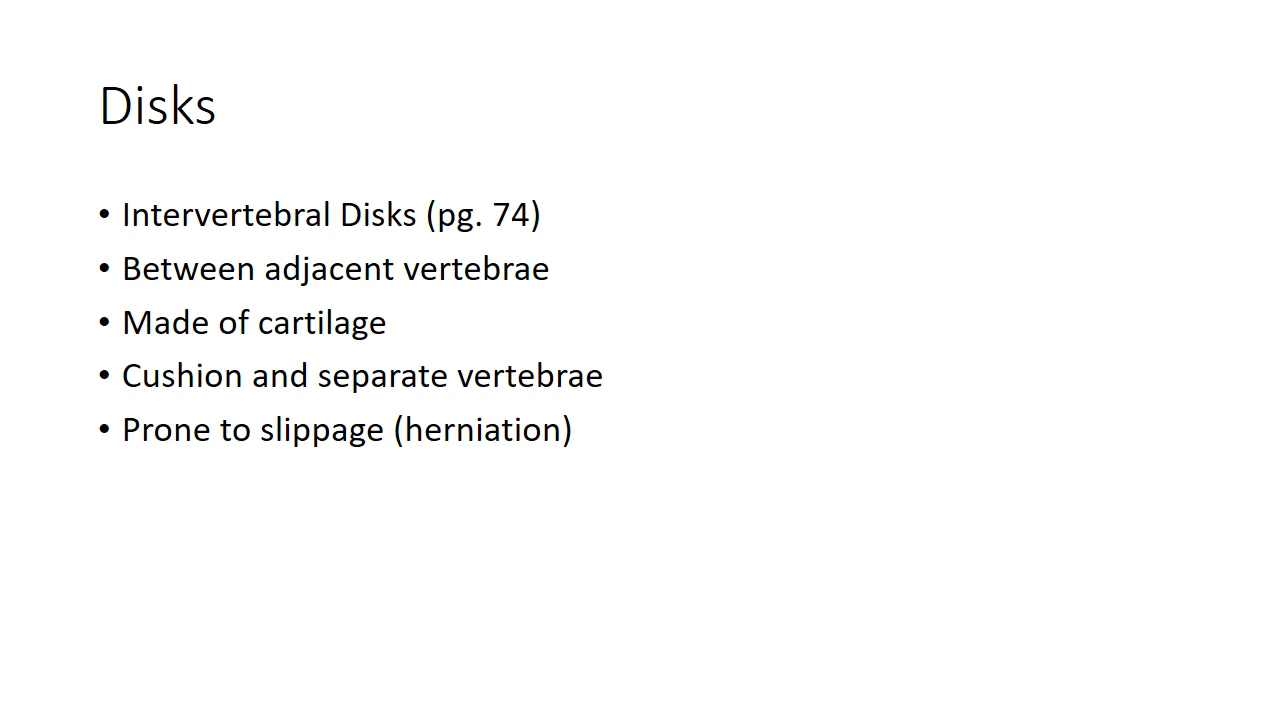 Disks
• Intervertebral Disks (pg. 74)
• Between adjacent vertebrae
• Made of cartilage
• Cushion and separate vertebrae
• Prone to slippage (herniation)